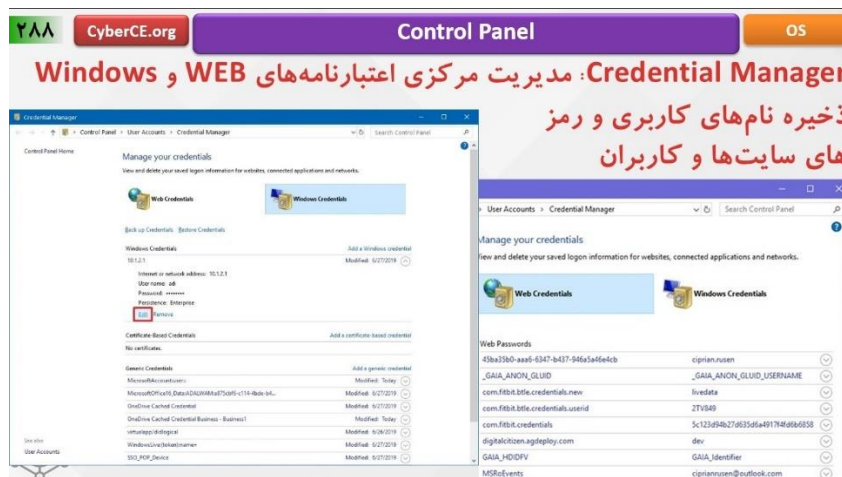 ۲۸۸
CyberCE.org
Control Panel
OS
Credential Manager: مدیریت مرکزی اعتبارنامه‌های WEB و Windows
ذخیره نام‌های کاربری و رمز
های سایت‌ها و کاربران
Credential Manager
Control Panel > User Accounts > Credential Manager
Search Control Panel
Control Panel Home
Manage your credentials
View and delete your saved logon information for websites, connected applications and networks.
Web Credentials
Windows Credentials
Back up Credentials Restore Credentials
Windows Credentials Add a Windows credential
10.1.2.1 Modified: 6/27/2019
Internet or network address: 10.1.2.1
User name: adi
Password: ••••••••
Persistence: Enterprise
Edit Remove
Certificate-Based Credentials Add a certificate-based credential
No certificates.
Generic Credentials Add a generic credential
MicrosoftAccount:user= Modified: Today
Modified: 6/27/2019
OneDrive Cached Credential Modified: 6/27/2019
OneDrive Cached Credential Business - Business1 Modified: Today
virtualapp/didlogical Modified: 6/26/2019
WindowsLive:(token):name= Modified: 6/27/2019
SSO_POP_Device Modified: 6/27/2019
See also
User Accounts
User Accounts > Credential Manager
Search Control Panel
Manage your credentials
View and delete your saved logon information for websites, connected applications and networks.
Web Credentials
Windows Credentials
Web Passwords
45ba35b0-aaa6-6347-b437-946a5a46e4cb ciprian.rusen
_GAIA_ANON_GLUID _GAIA_ANON_GLUID_USERNAME
com.fitbit.btle.credentials.new livedata
com.fitbit.btle.credentials.userid 2TV849
com.fitbit.credentials 5c123d94b27d635d6a4917f4fd6b6858
digitalcitizen.agdeploy.com dev
GAIA_HDIDFV GAIA_Identifier
MSRoEvents ciprianrusen@outlook.com